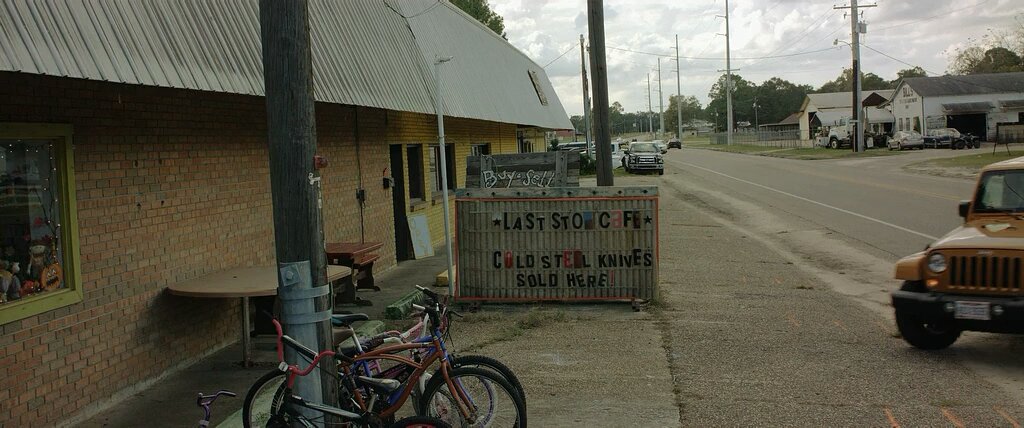 Buy-Sell
★LAST STOP CAFE★
COLD STEEL KNIVES
SOLD HERE!